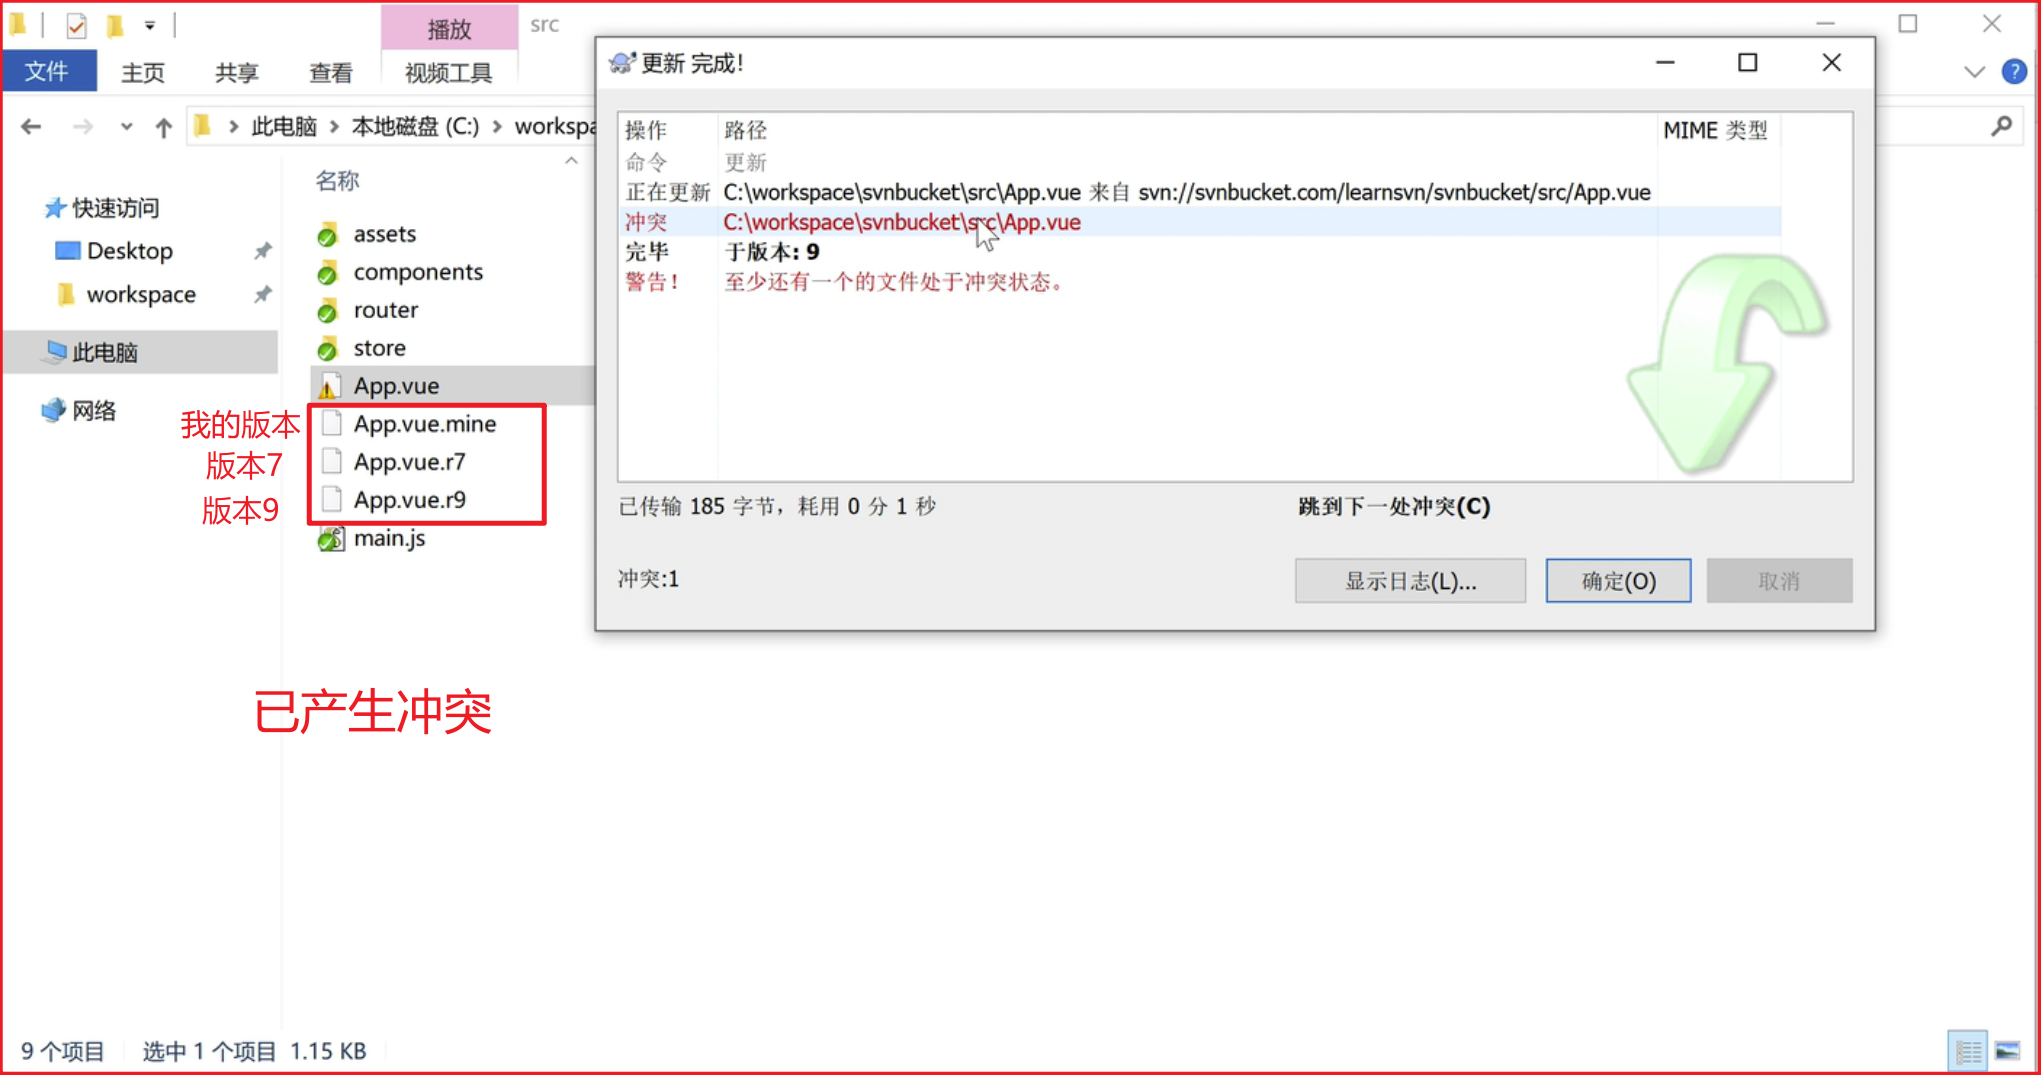 播放
src
文件
主页
共享
查看
视频工具
此电脑
本地磁盘 (C:)
workspa
更新 完成!
操作
路径
MIME 类型
命令
更新
正在更新
C:\workspace\svnbucket\src\App.vue 来自 svn://svnbucket.com/learnsvn/svnbucket/src/App.vue
冲突
C:\workspace\svnbucket\src\App.vue
完毕
于版本: 9
警告!
至少还有一个的文件处于冲突状态。
已传输 185 字节，耗用 0 分 1 秒
跳到下一处冲突(C)
冲突:1
显示日志(L)...
确定(O)
取消
快速访问
Desktop
workspace
此电脑
网络
名称
assets
components
router
store
App.vue
我的版本
App.vue.mine
版本7
App.vue.r7
版本9
App.vue.r9
main.js
已产生冲突
9 个项目
选中 1 个项目 1.15 KB